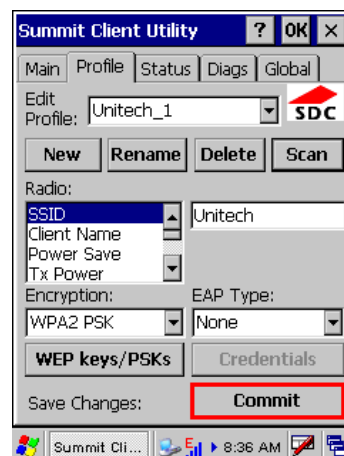 Summit Client Utility ? OK ×
Main Profile Status Diags Global
Edit Profile: Unitech_1 SDC
New Rename Delete Scan
Radio:
SSID Unitech
Client Name
Power Save
Tx Power
Encryption: EAP Type:
WPA2 PSK None
WEP keys/PSKs Credentials
Save Changes: Commit
Summit Cli... 8:36 AM